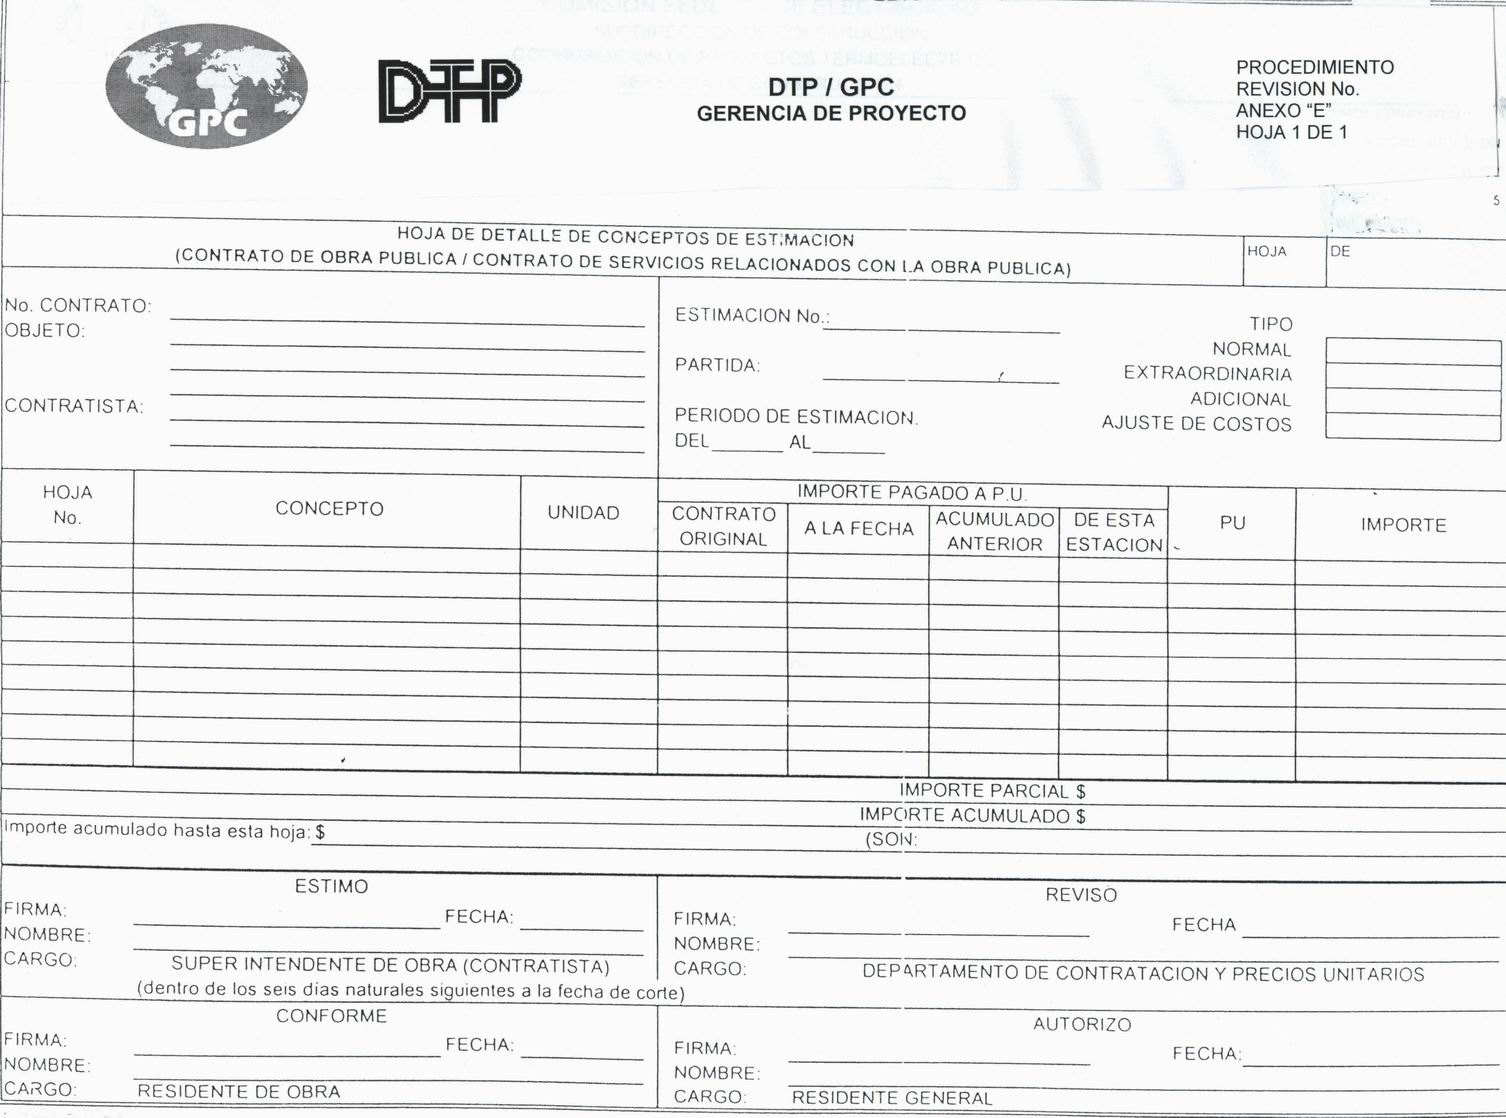 GPC
DTP
DTP / GPC
GERENCIA DE PROYECTO
PROCEDIMIENTO
REVISION No.
ANEXO “E”
HOJA 1 DE 1
5
HOJA DE DETALLE DE CONCEPTOS DE ESTIMACION
(CONTRATO DE OBRA PUBLICA / CONTRATO DE SERVICIOS RELACIONADOS CON LA OBRA PUBLICA)
HOJA DE
No. CONTRATO:
OBJETO:
CONTRATISTA:
ESTIMACION No.:
PARTIDA:
PERIODO DE ESTIMACION.
DEL AL
TIPO
NORMAL
EXTRAORDINARIA
ADICIONAL
AJUSTE DE COSTOS
HOJA
No.
CONCEPTO
UNIDAD
IMPORTE PAGADO A P.U.
CONTRATO
ORIGINAL
A LA FECHA
ACUMULADO
ANTERIOR
DE ESTA
ESTACION
PU
IMPORTE
IMPORTE PARCIAL $
IMPORTE ACUMULADO $
Importe acumulado hasta esta hoja: $
(SON:
ESTIMO
FIRMA: FECHA:
NOMBRE:
CARGO: SUPER INTENDENTE DE OBRA (CONTRATISTA)
(dentro de los seis días naturales siguientes a la fecha de corte)
REVISO
FIRMA: FECHA
NOMBRE:
CARGO: DEPARTAMENTO DE CONTRATACION Y PRECIOS UNITARIOS
CONFORME
FIRMA: FECHA:
NOMBRE:
CARGO: RESIDENTE DE OBRA
AUTORIZO
FIRMA: FECHA:
NOMBRE:
CARGO: RESIDENTE GENERAL